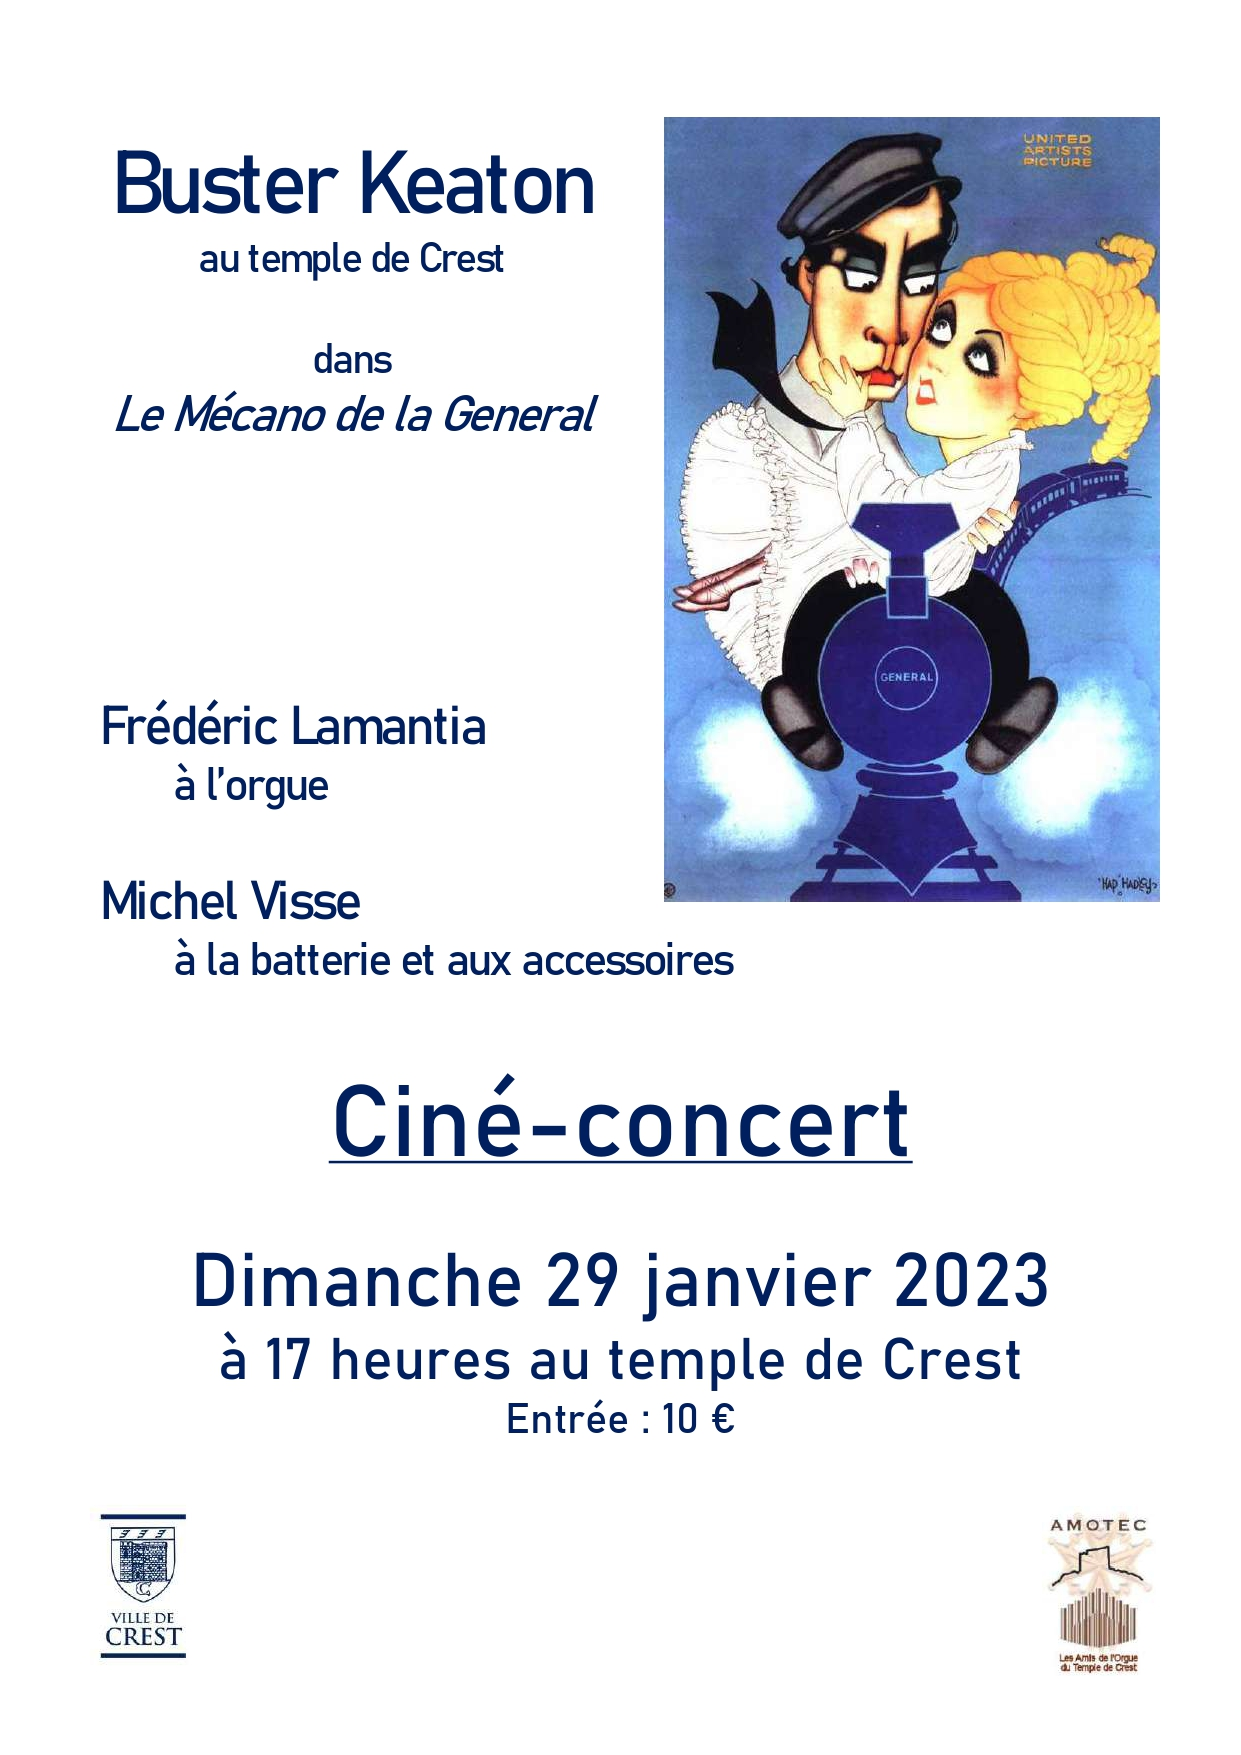 Buster Keaton
au temple de Crest
dans
Le Mécano de la General
UNITED
ARTISTS
PICTURE
GENERAL
"HAP" HADLEY
Frédéric Lamantia
à l'orgue
Michel Visse
à la batterie et aux accessoires
Ciné-concert
Dimanche 29 janvier 2023
à 17 heures au temple de Crest
Entrée : 10 €
VILLE DE
CREST
AMOTEC
Les Amis de l'Orgue
du Temple de Crest